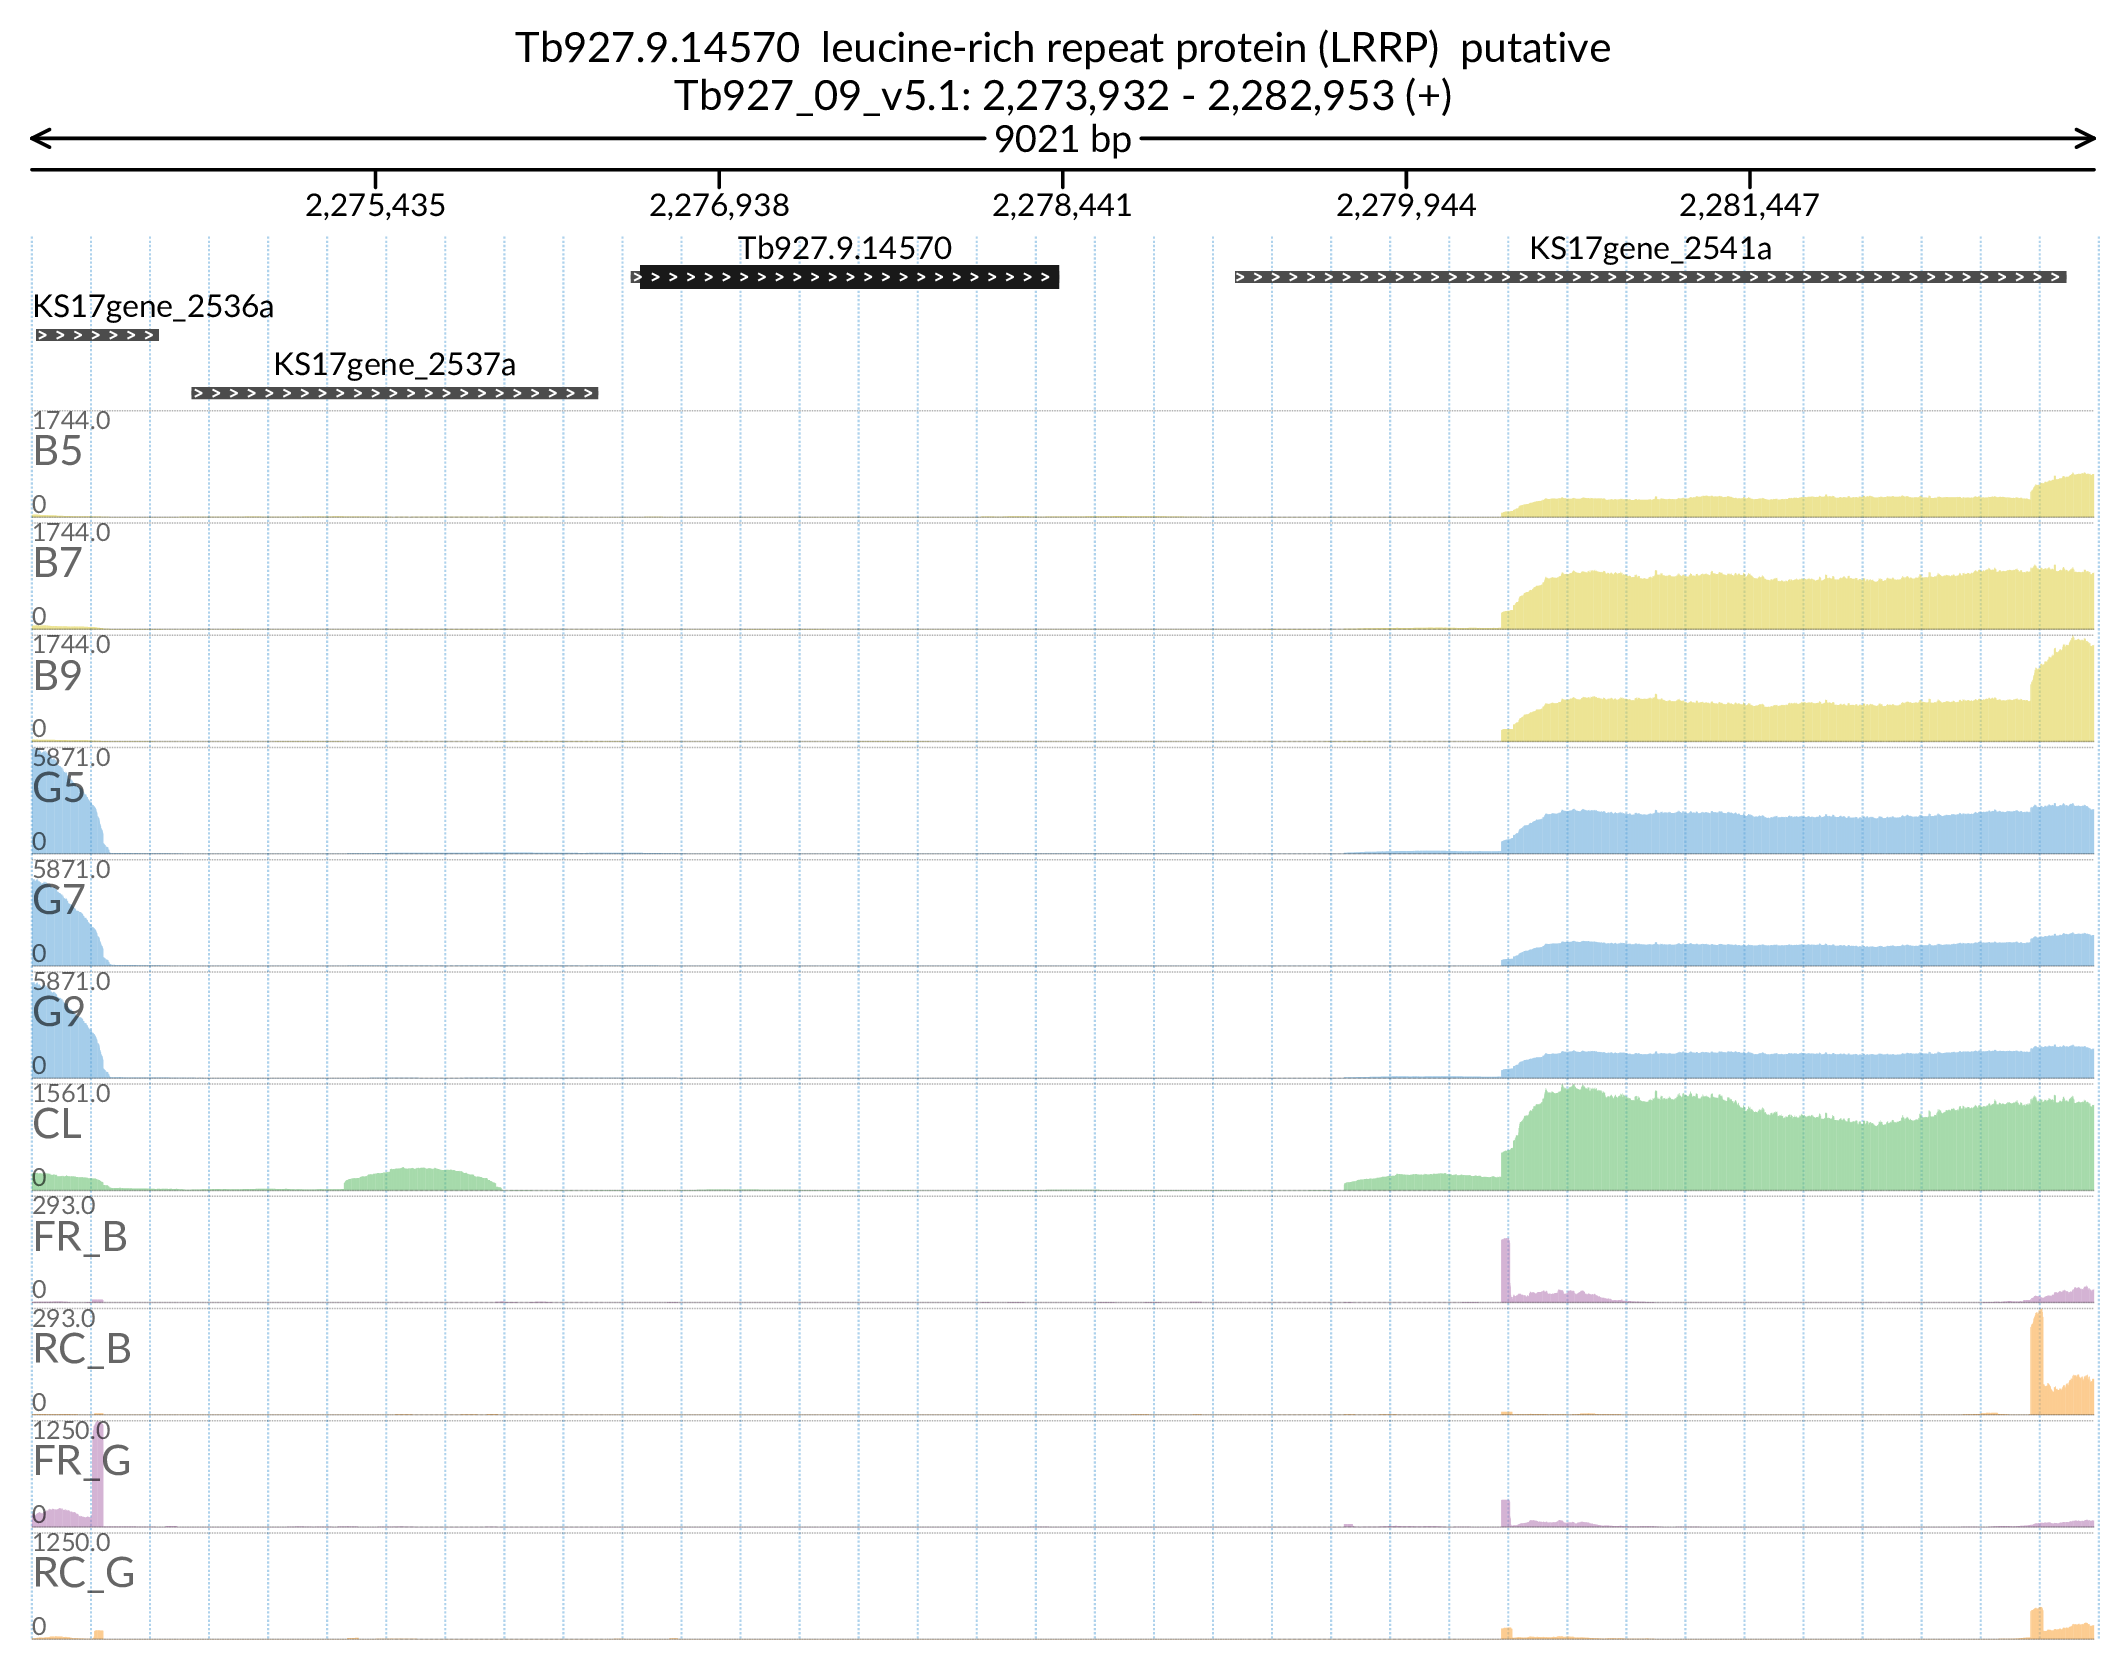 Tb927.9.14570  leucine-rich repeat protein (LRRP)  putative
Tb927_09_v5.1: 2,273,932 - 2,282,953 (+)
9021 bp
2,275,435 2,276,938 2,278,441 2,279,944 2,281,447
Tb927.9.14570 KS17gene_2541a
KS17gene_2536a
KS17gene_2537a
1744.0
B5
0
1744.0
B7
0
1744.0
B9
0
5871.0
G5
0
5871.0
G7
0
5871.0
G9
0
1561.0
CL
0
293.0
FR_B
0
293.0
RC_B
0
1250.0
FR_G
0
1250.0
RC_G
0